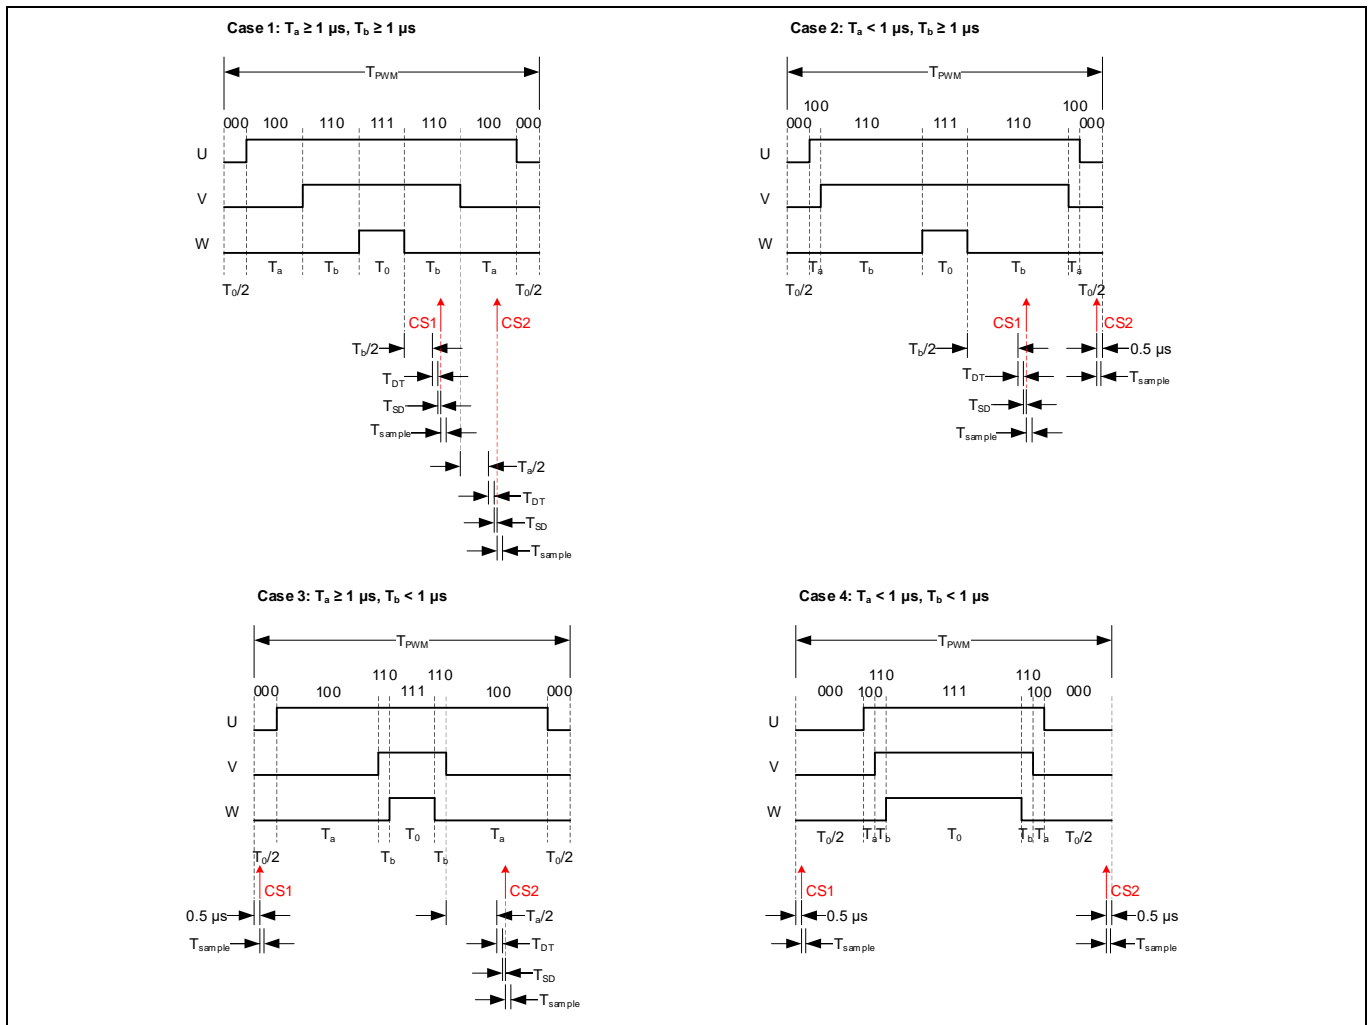 Case 1: Ta ≥ 1 µs, Tb ≥ 1 µs
TPWM
000 100 110 111 110 100 000
U
V
W
Ta Tb T0 Tb Ta
T0/2 T0/2
CS1 CS2
Tb/2
TDT
TSD
Tsample
Ta/2
TDT
TSD
Tsample
Case 2: Ta < 1 µs, Tb ≥ 1 µs
TPWM
100 100
000 110 111 110 000
U
V
W
Ta Tb T0 Tb Ta
T0/2 T0/2
CS1 CS2
Tb/2 0.5 µs
TDT Tsample
TSD
Tsample
Case 3: Ta ≥ 1 µs, Tb < 1 µs
TPWM
110 110
000 100 111 100 000
U
V
W
Ta T0 Ta
T0/2 Tb Tb T0/2
CS1 CS2
0.5 µs Ta/2
Tsample TDT
TSD
Tsample
Case 4: Ta < 1 µs, Tb < 1 µs
TPWM
110 110
000 100 111 100 000
U
V
W
T0/2 Ta Tb T0 Tb Ta T0/2
CS1 CS2
0.5 µs 0.5 µs
Tsample Tsample